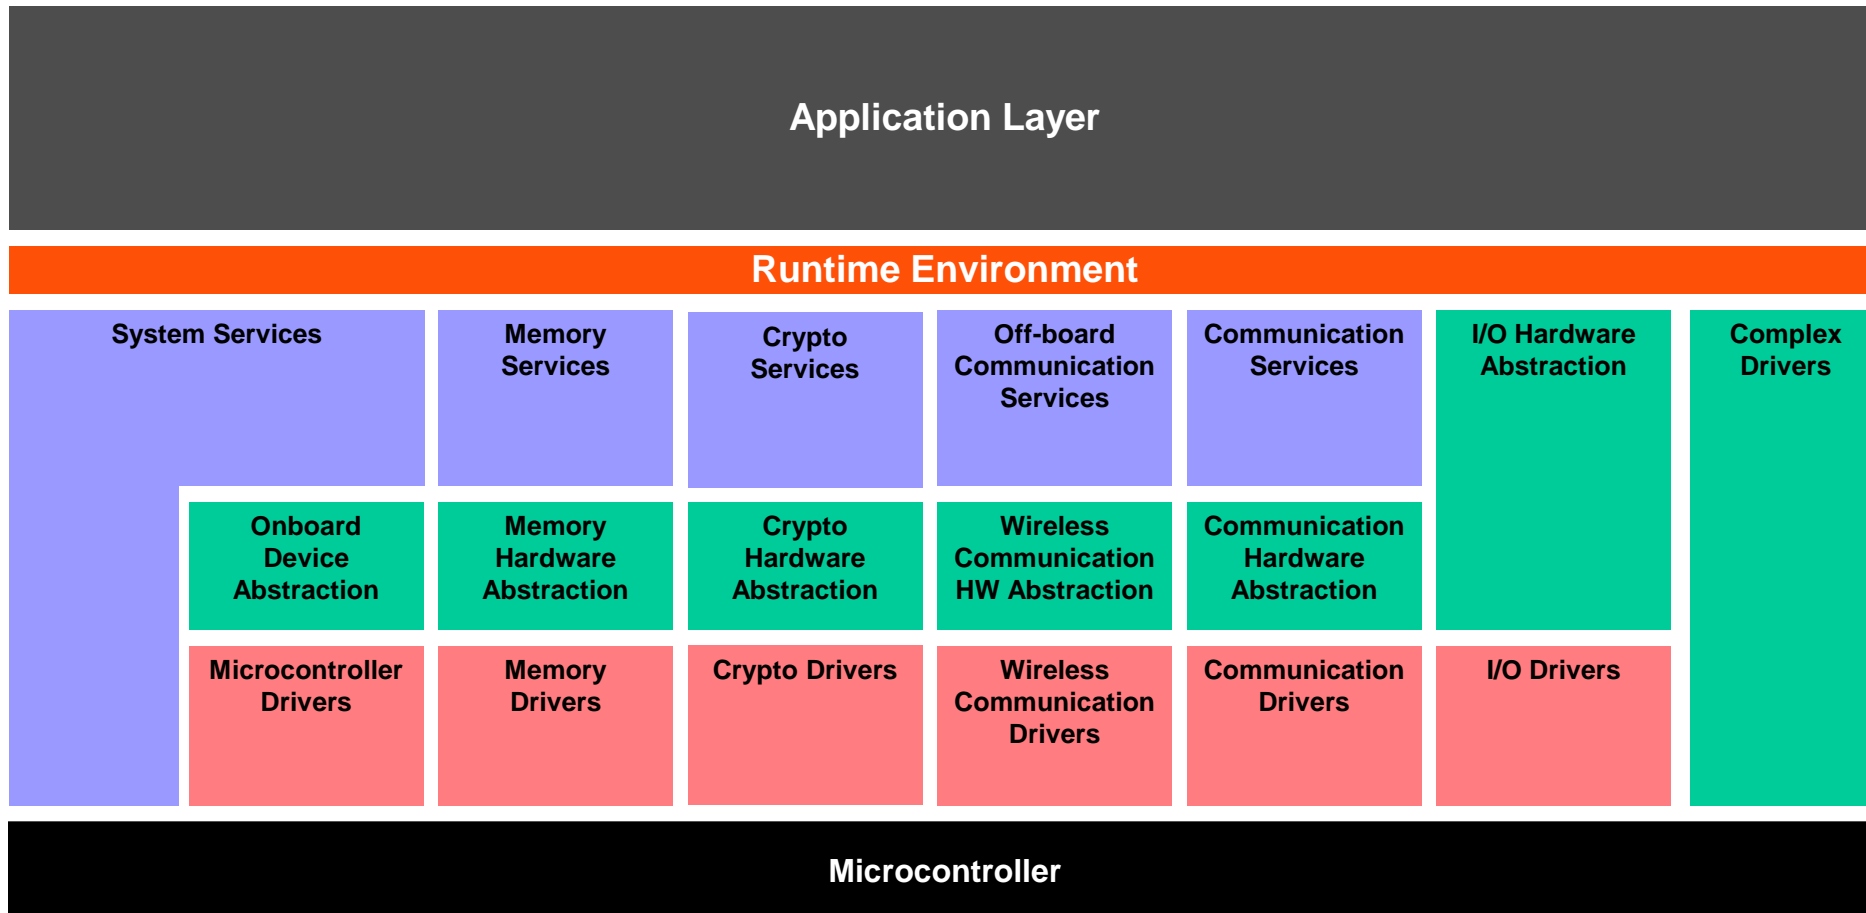 Application Layer
Runtime Environment
System Services
Memory
Services
Crypto
Services
Off-board
Communication
Services
Communication
Services
I/O Hardware
Abstraction
Complex
Drivers
Onboard
Device
Abstraction
Memory
Hardware
Abstraction
Crypto
Hardware
Abstraction
Wireless
Communication
HW Abstraction
Communication
Hardware
Abstraction
Microcontroller
Drivers
Memory
Drivers
Crypto Drivers
Wireless
Communication
Drivers
Communication
Drivers
I/O Drivers
Microcontroller